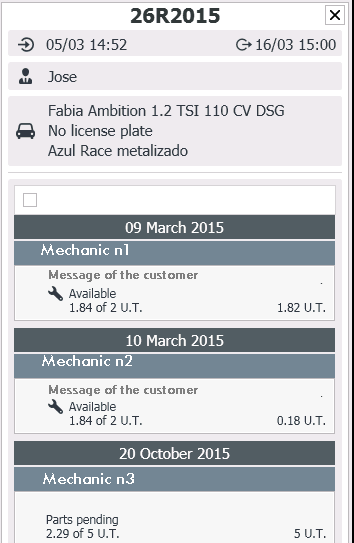 26R2015
05/03 14:52 16/03 15:00
Jose
Fabia Ambition 1.2 TSI 110 CV DSG
No license plate
Azul Race metalizado
09 March 2015
Mechanic n1
Message of the customer
Available
1.84 of 2 U.T. 1.82 U.T.
10 March 2015
Mechanic n2
Message of the customer
Available
1.84 of 2 U.T. 0.18 U.T.
20 October 2015
Mechanic n3
Parts pending
2.29 of 5 U.T. 5 U.T.